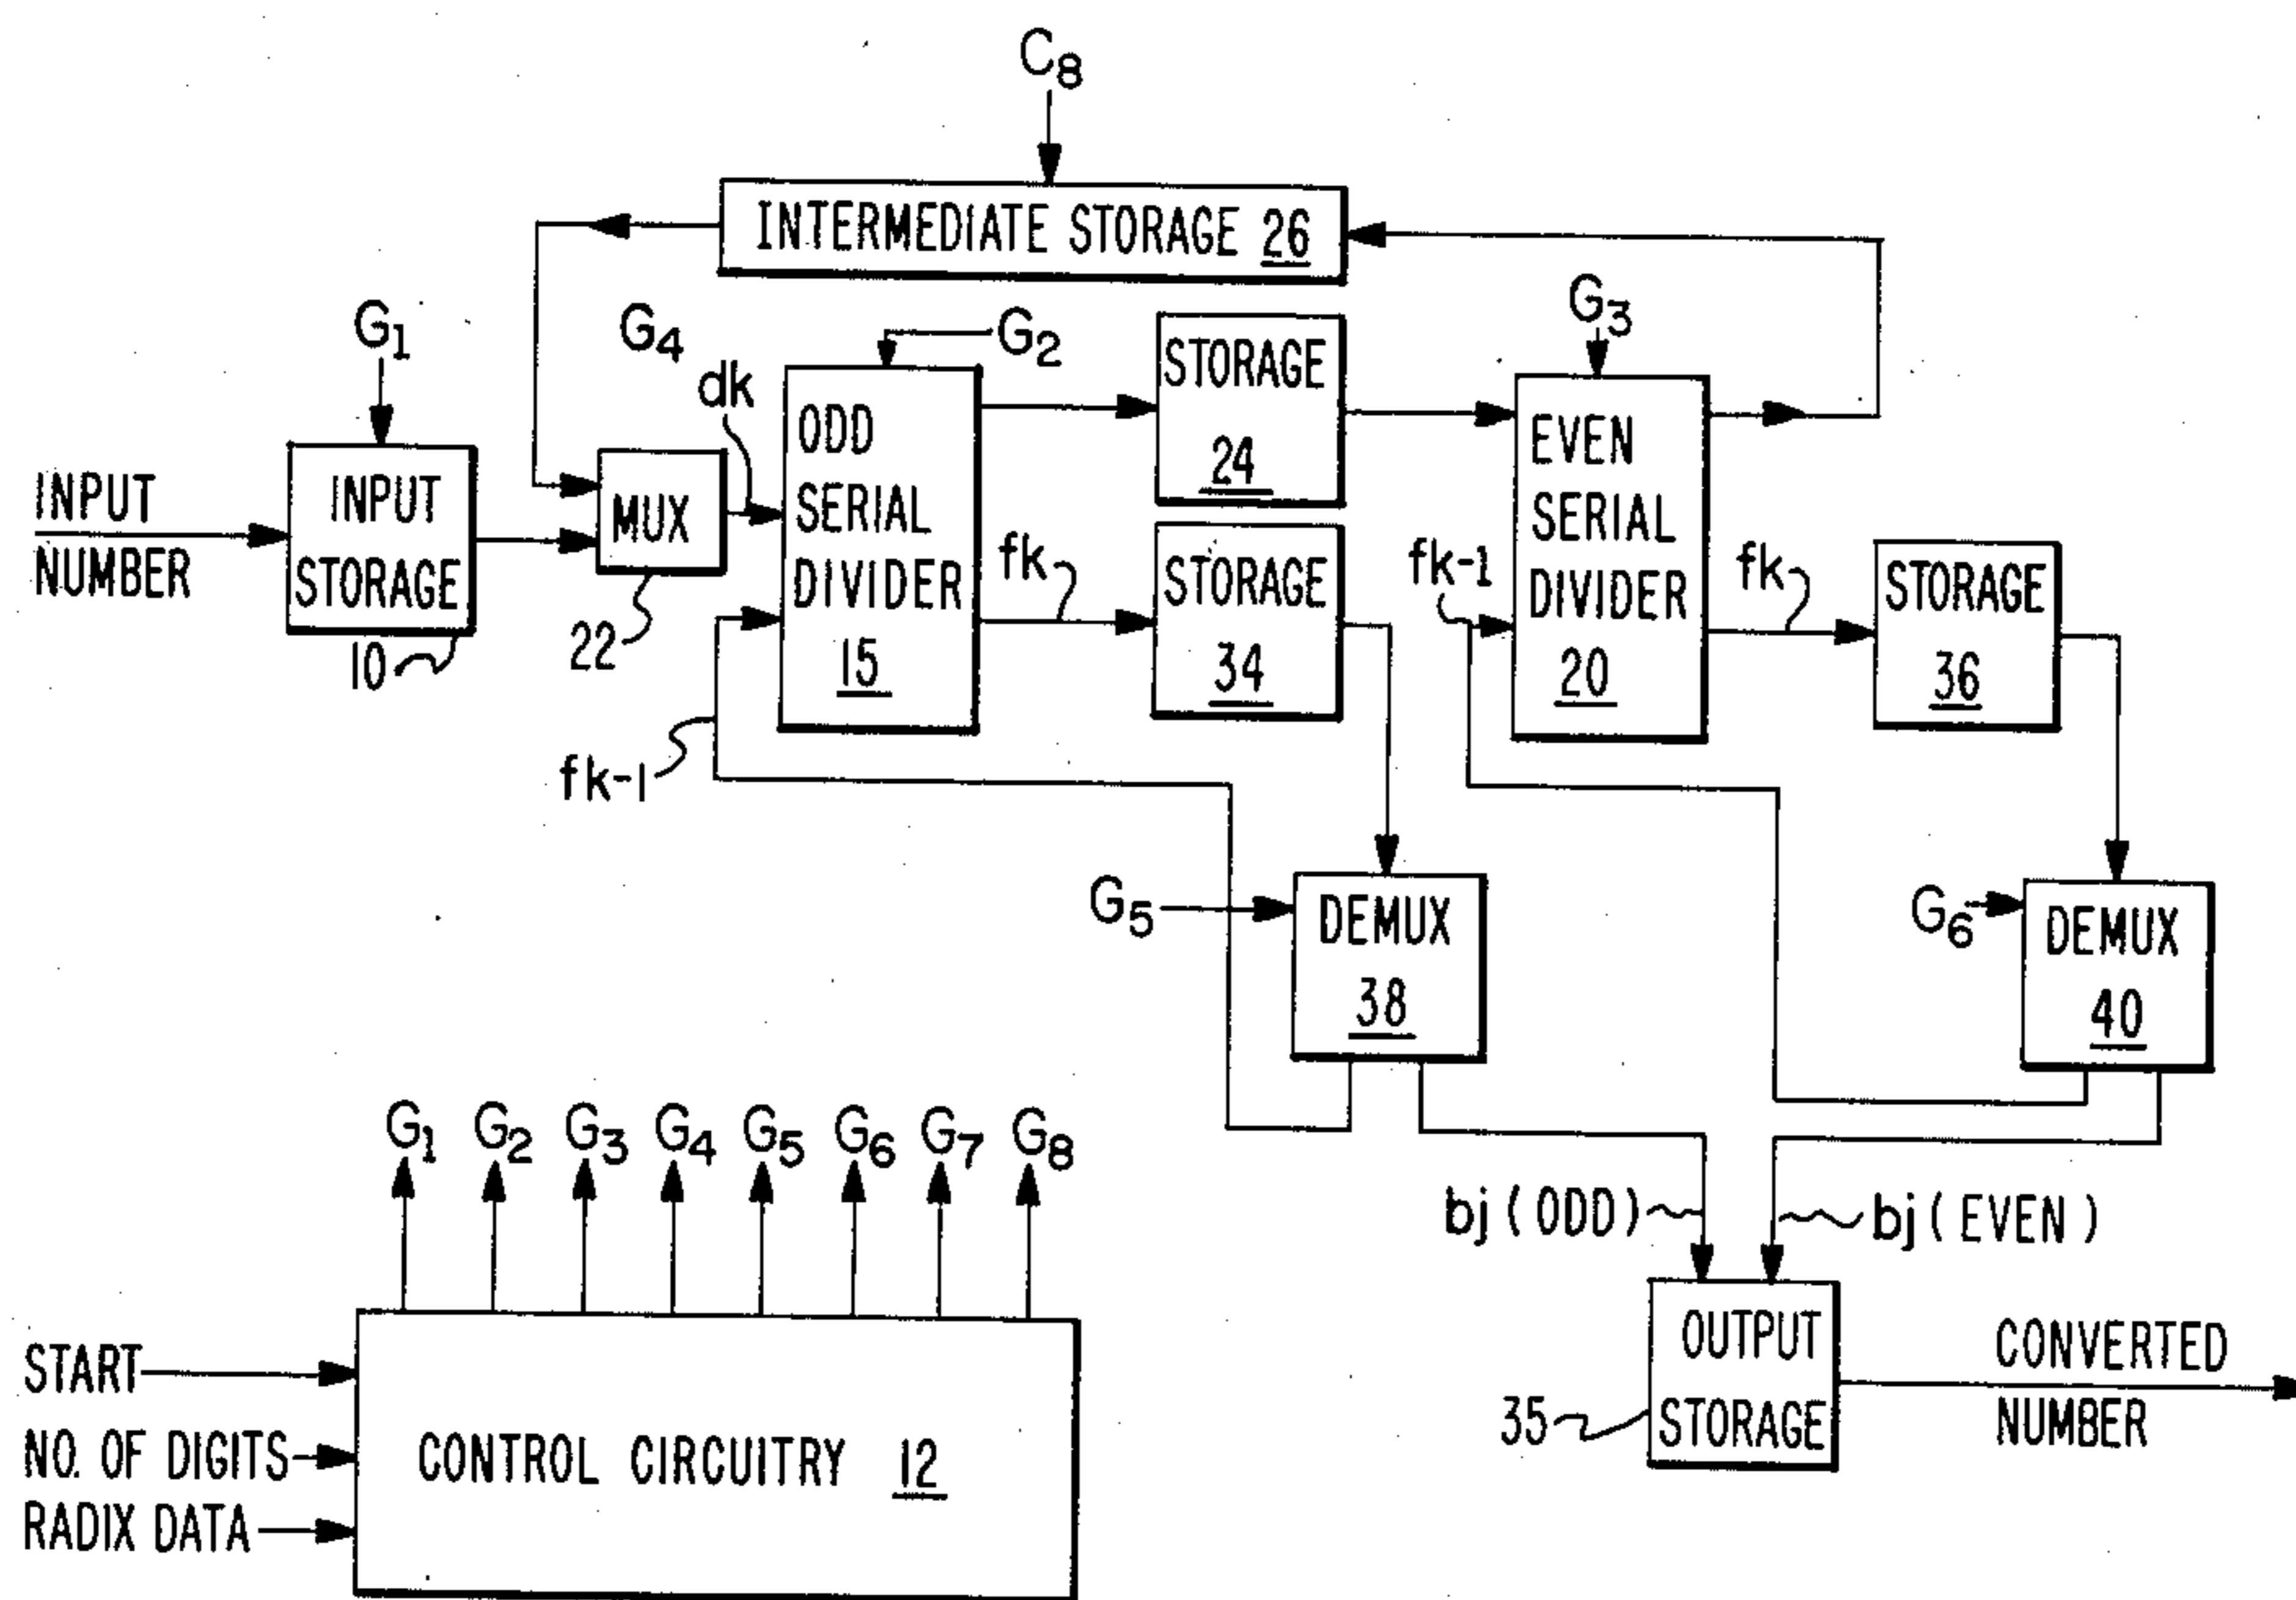 C8
INTERMEDIATE STORAGE 26
G1
G4
G2
G3
dk
STORAGE
24
INPUT
NUMBER
INPUT
STORAGE
10
MUX
22
ODD
SERIAL
DIVIDER
15
fk
fk-1
STORAGE
34
EVEN
SERIAL
DIVIDER
20
fk-1
fk
STORAGE
36
G5
DEMUX
38
G6
DEMUX
40
G1 G2 G3 G4 G5 G6 G7 G8
bj (ODD)
bj (EVEN)
START
NO. OF DIGITS
RADIX DATA
CONTROL CIRCUITRY 12
OUTPUT
STORAGE
35
CONVERTED
NUMBER